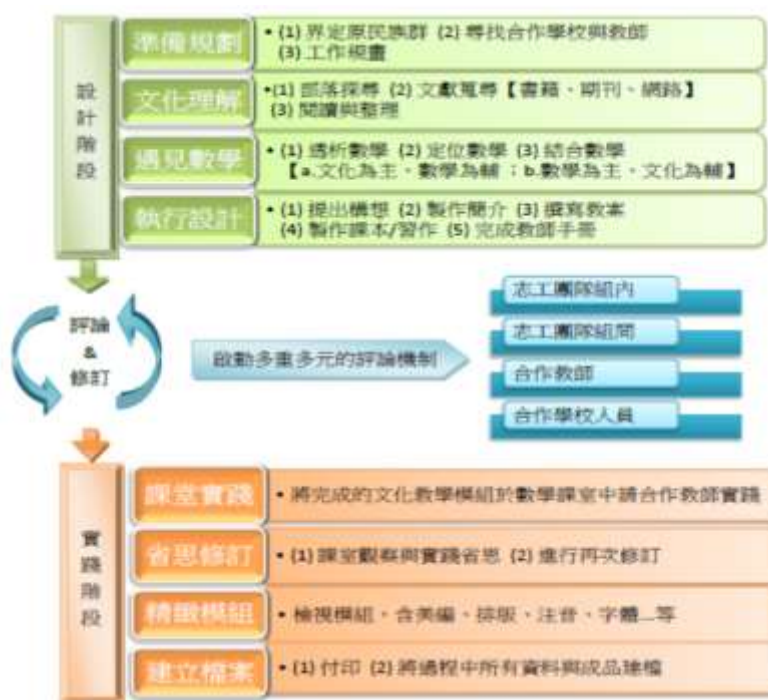 設計階段
準備規劃
• (1) 界定原民族群 (2) 尋找合作學校與教師
(3) 工作規畫
文化理解
•(1) 部落探尋 (2) 文獻蒐尋【書籍、期刊、網路】
(3) 閱讀與整理
遇見數學
• (1) 透析數學 (2) 定位數學 (3) 結合數學
【a.文化為主、數學為輔；b.數學為主、文化為輔】
執行設計
• (1) 提出構想 (2) 製作簡介 (3) 撰寫教案
(4) 製作課本/習作 (5) 完成教師手冊
評論
&
修訂
啟動多重多元的評論機制
志工團隊組內
志工團隊組間
合作教師
合作學校人員
實踐階段
課堂實踐
• 將完成的文化教學模組於數學課室申請合作教師實踐
省思修訂
• (1) 課室觀察與實踐省思 (2) 進行再次修訂
精緻模組
• 檢視模組、含美編、排版、注音、字體...等
建立檔案
• (1) 付印 (2) 將過程中所有資料與成品建檔